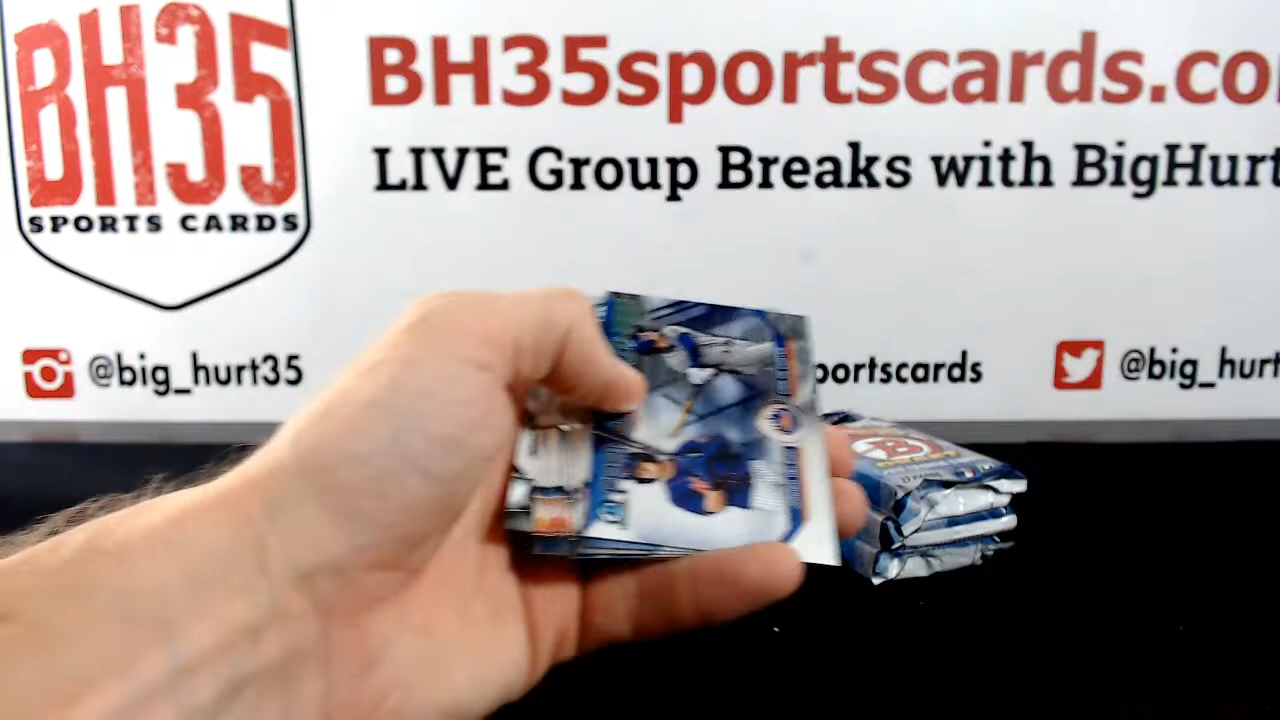 BH35
SPORTS CARDS
BH35sportscards.co
LIVE Group Breaks with BigHurt
@big_hurt35
portscards
@big_hurt